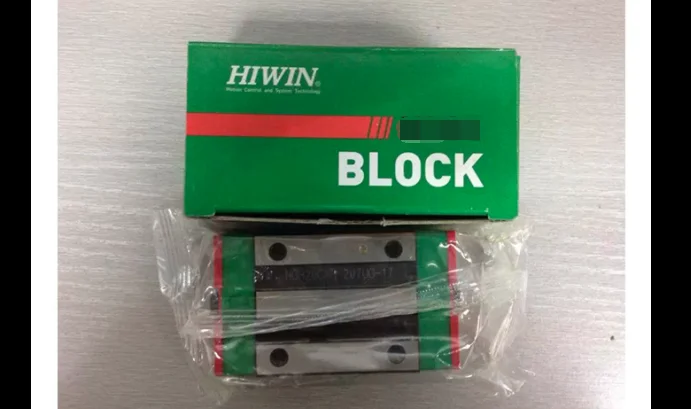 HIWIN®
Motion Control and System Technology
BLOCK